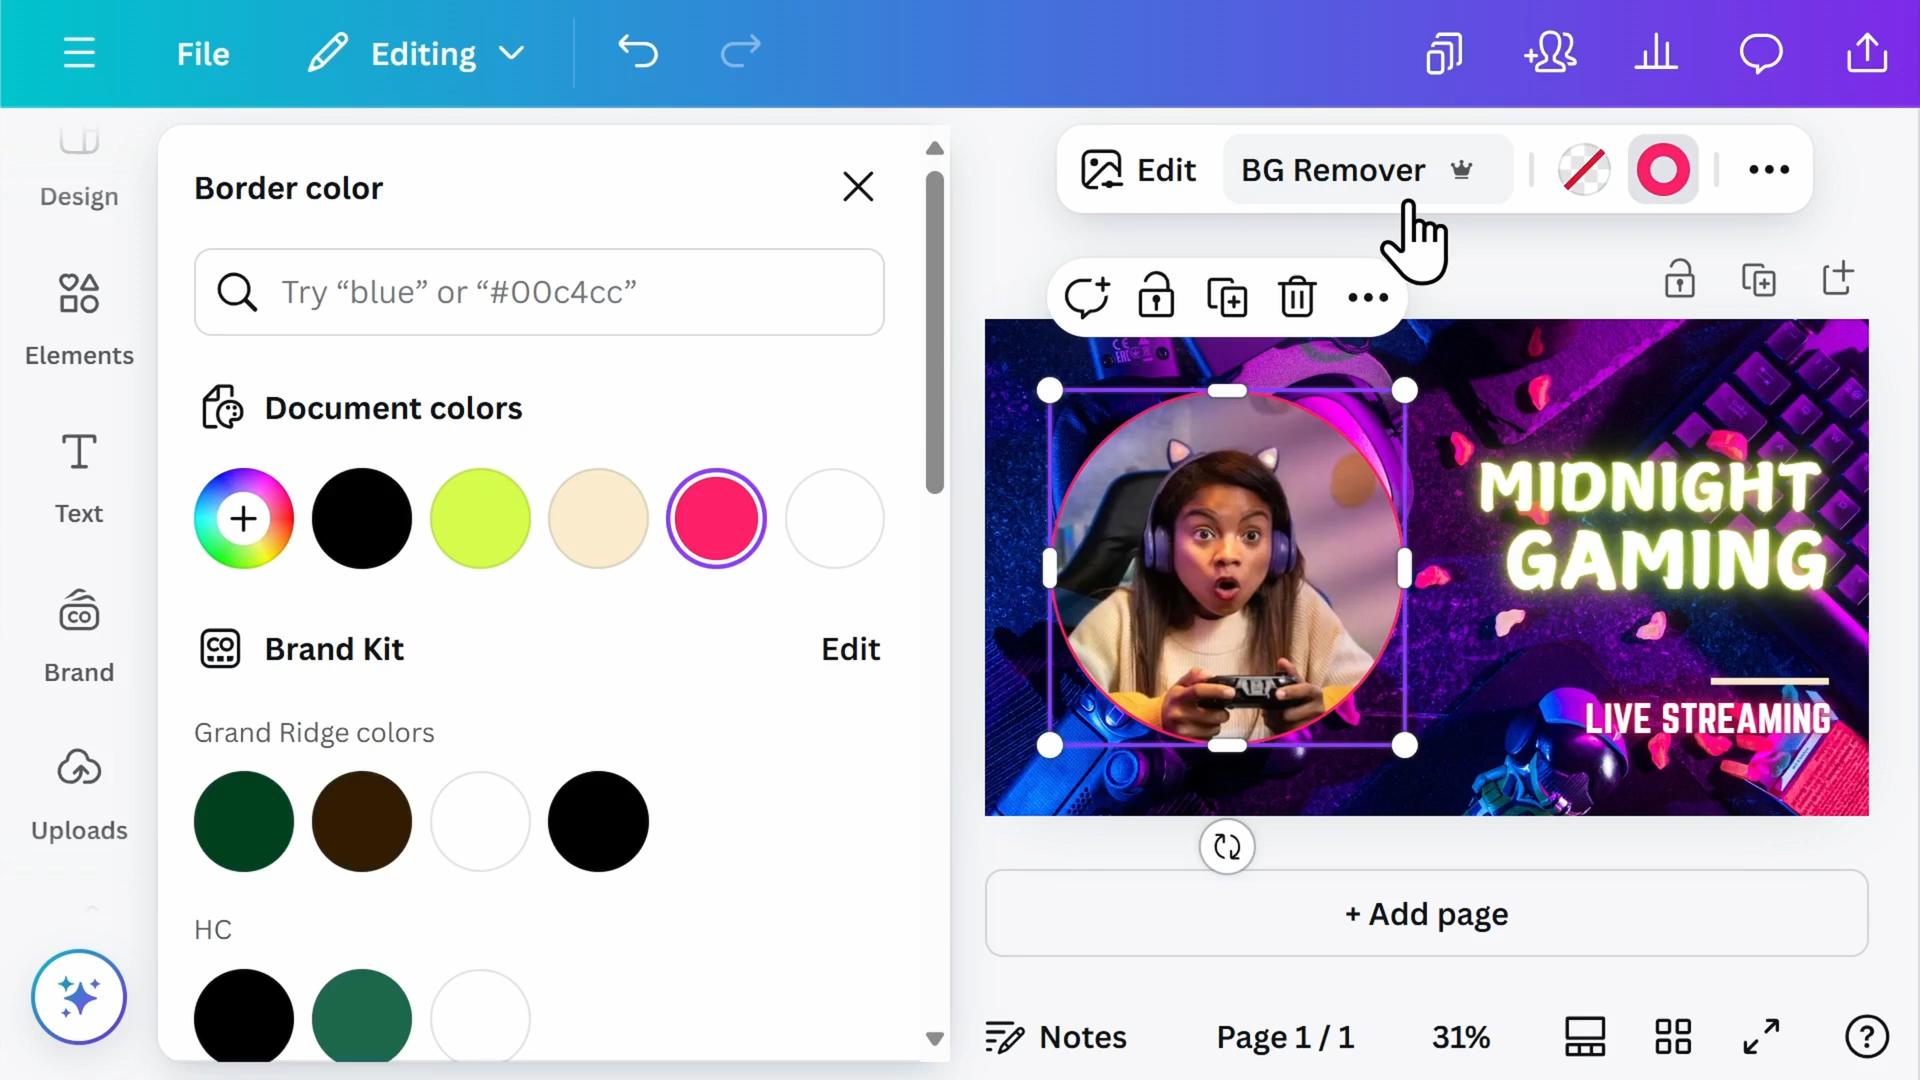 File
Editing
Design
Elements
Text
Brand
Uploads
Border color
Try “blue” or “#00c4cc”
Document colors
Brand Kit
Edit
Grand Ridge colors
HC
Edit
BG Remover
MIDNIGHT
GAMING
LIVE STREAMING
+ Add page
Notes
Page 1 / 1
31%